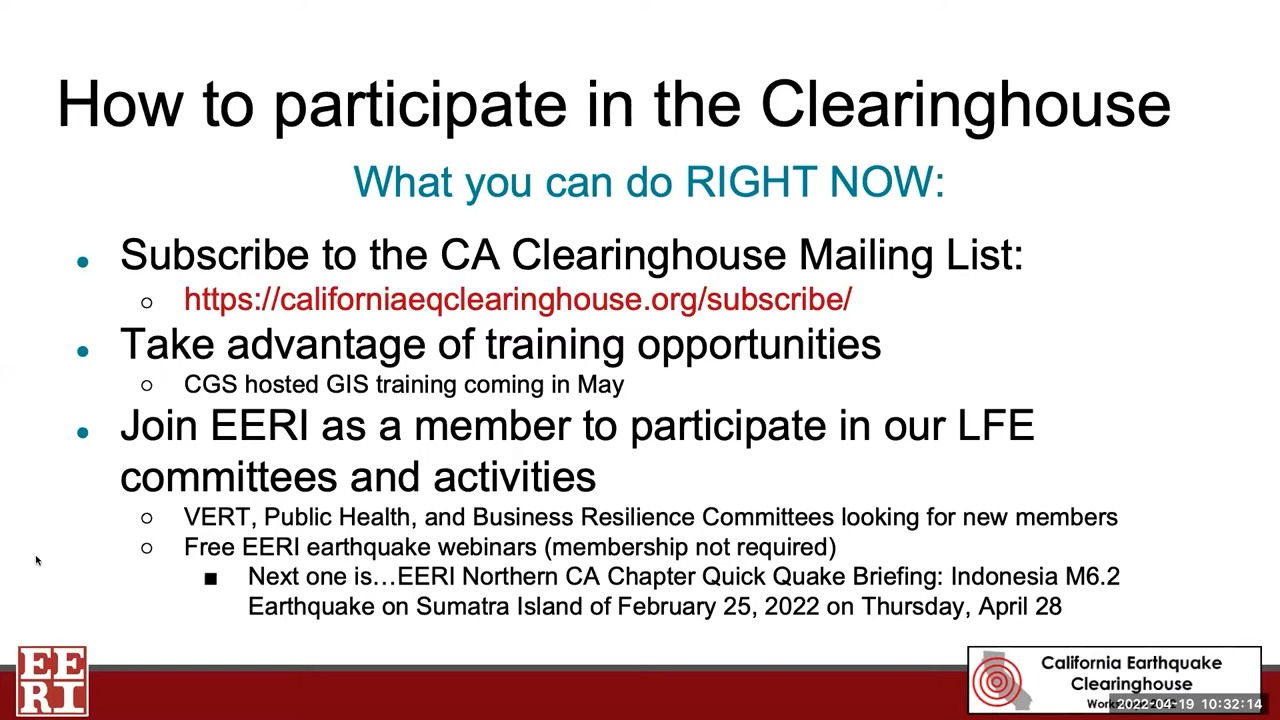 How to participate in the Clearinghouse
What you can do RIGHT NOW:
• Subscribe to the CA Clearinghouse Mailing List:
○ https://californiaeqclearinghouse.org/subscribe/
• Take advantage of training opportunities
○ CGS hosted GIS training coming in May
• Join EERI as a member to participate in our LFE
committees and activities
○ VERT, Public Health, and Business Resilience Committees looking for new members
○ Free EERI earthquake webinars (membership not required)
■ Next one is…EERI Northern CA Chapter Quick Quake Briefing: Indonesia M6.2
Earthquake on Sumatra Island of February 25, 2022 on Thursday, April 28
EE
RI
California Earthquake
Clearinghouse
2022-04-19 10:32:14